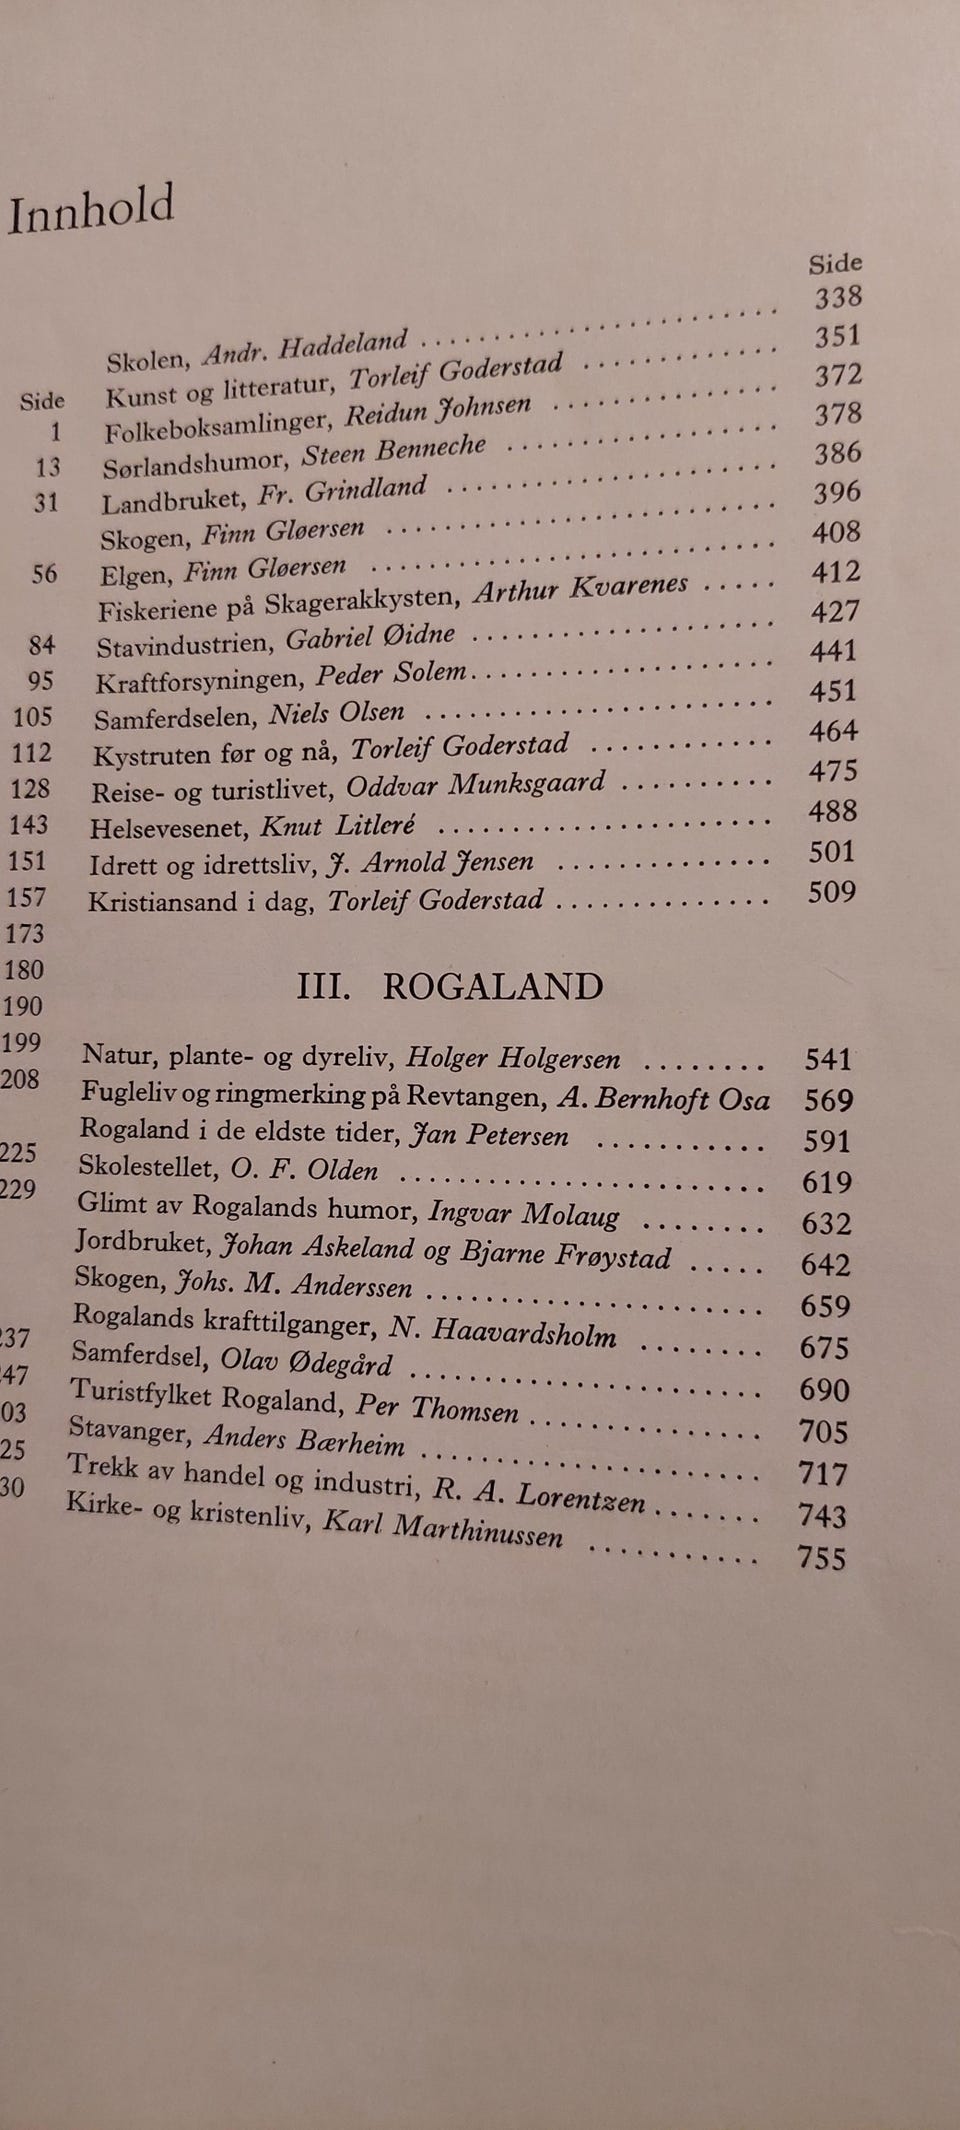 Innhold
Side
1
13
31
56
84
95
105
112
128
143
151
157
173
180
190
199
208
225
229
237
47
03
25
30
Side
Skolen, Andr. Haddeland . . . . . . . . . . . . . . . . . . . . . . . . 338
Kunst og litteratur, Torleif Goderstad . . . . . . . . . . . . 351
Folkeboksamlinger, Reidun Johnsen . . . . . . . . . . . . . . 372
Sørlandshumor, Steen Benneche . . . . . . . . . . . . . . . . . 378
Landbruket, Fr. Grindland . . . . . . . . . . . . . . . . . . . . . 386
Skogen, Finn Gløersen . . . . . . . . . . . . . . . . . . . . . . . . 396
Elgen, Finn Gløersen . . . . . . . . . . . . . . . . . . . . . . . . . 408
Fiskeriene på Skagerakkysten, Arthur Kvarenes . . . . . 412
Stavindustrien, Gabriel Øidne . . . . . . . . . . . . . . . . . . . 427
Kraftforsyningen, Peder Solem . . . . . . . . . . . . . . . . . . . 441
Samferdselen, Niels Olsen . . . . . . . . . . . . . . . . . . . . . . 451
Kystruten før og nå, Torleif Goderstad . . . . . . . . . . . . 464
Reise- og turistlivet, Oddvar Munksgaard . . . . . . . . . . 475
Helsevesenet, Knut Litleré . . . . . . . . . . . . . . . . . . . . . 488
Idrett og idrettsliv, J. Arnold Jensen . . . . . . . . . . . . . . 501
Kristiansand i dag, Torleif Goderstad . . . . . . . . . . . . . . 509
III. ROGALAND
Natur, plante- og dyreliv, Holger Holgersen . . . . . . . . 541
Fugleliv og ringmerking på Revtangen, A. Bernhoft Osa 569
Rogaland i de eldste tider, Jan Petersen . . . . . . . . . . . 591
Skolestellet, O. F. Olden . . . . . . . . . . . . . . . . . . . . . . . . 619
Glimt av Rogalands humor, Ingvar Molaug . . . . . . . . 632
Jordbruket, Johan Askeland og Bjarne Frøystad . . . . . 642
Skogen, Johs. M. Anderssen . . . . . . . . . . . . . . . . . . . . . 659
Rogalands krafttilganger, N. Haavardsholm . . . . . . . . 675
Samferdsel, Olav Ødegård . . . . . . . . . . . . . . . . . . . . . . 690
Turistfylket Rogaland, Per Thomsen . . . . . . . . . . . . . . 705
Stavanger, Anders Bærheim . . . . . . . . . . . . . . . . . . . . . 717
Trekk av handel og industri, R. A. Lorentzen . . . . . . . 743
Kirke- og kristenliv, Karl Marthinussen . . . . . . . . . . . 755